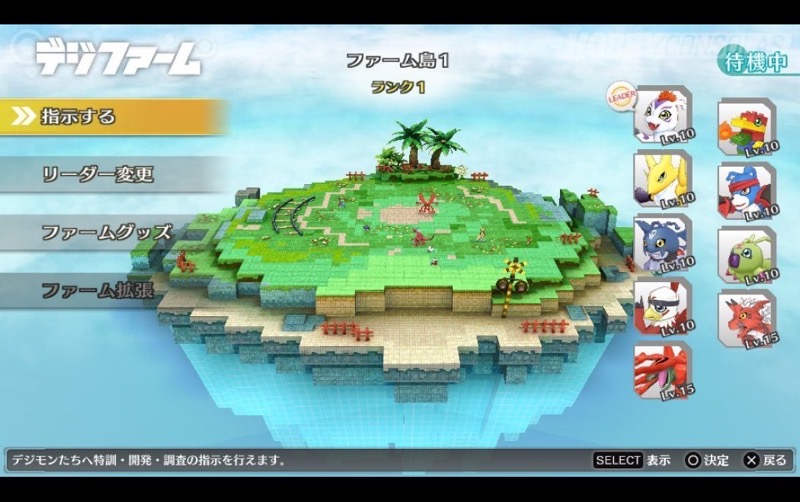 デジファーム
ファーム島1
ランク1
待機中
指示する
リーダー変更
ファームグッズ
ファーム拡張
LEADER
Lv.10
Lv.10
Lv.10
Lv.10
Lv.10
Lv.10
Lv.10
Lv.15
Lv.15
デジモンたちへ特訓・開発・調査の指示を行えます。
SELECT 表示 ○決定 ×戻る